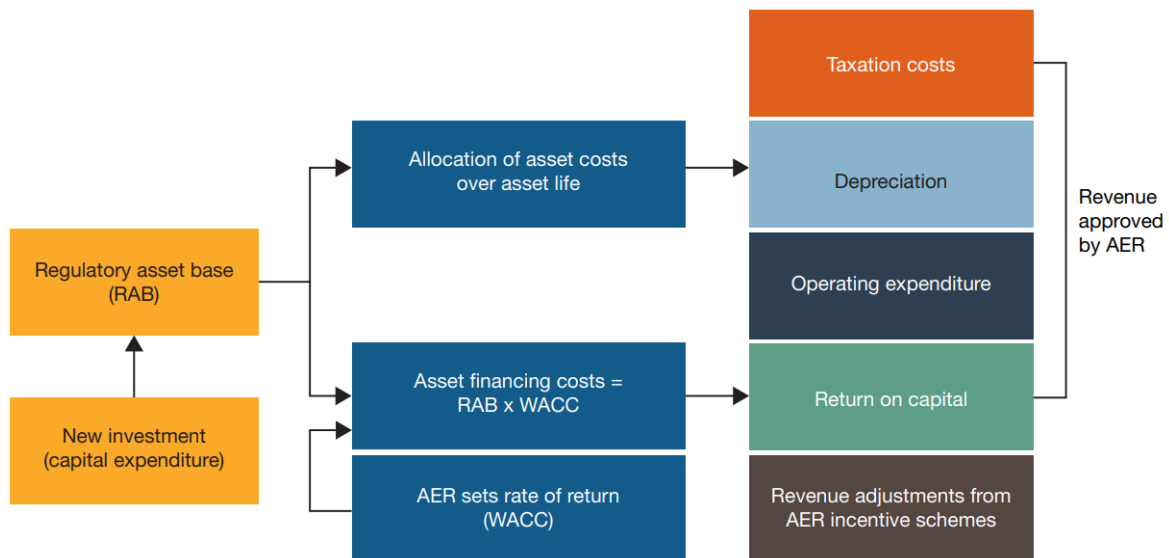 Taxation costs
Allocation of asset costs
over asset life
Depreciation
Revenue
approved
by AER
Regulatory asset base
(RAB)
Operating expenditure
Asset financing costs =
RAB x WACC
Return on capital
New investment
(capital expenditure)
AER sets rate of return
(WACC)
Revenue adjustments from
AER incentive schemes